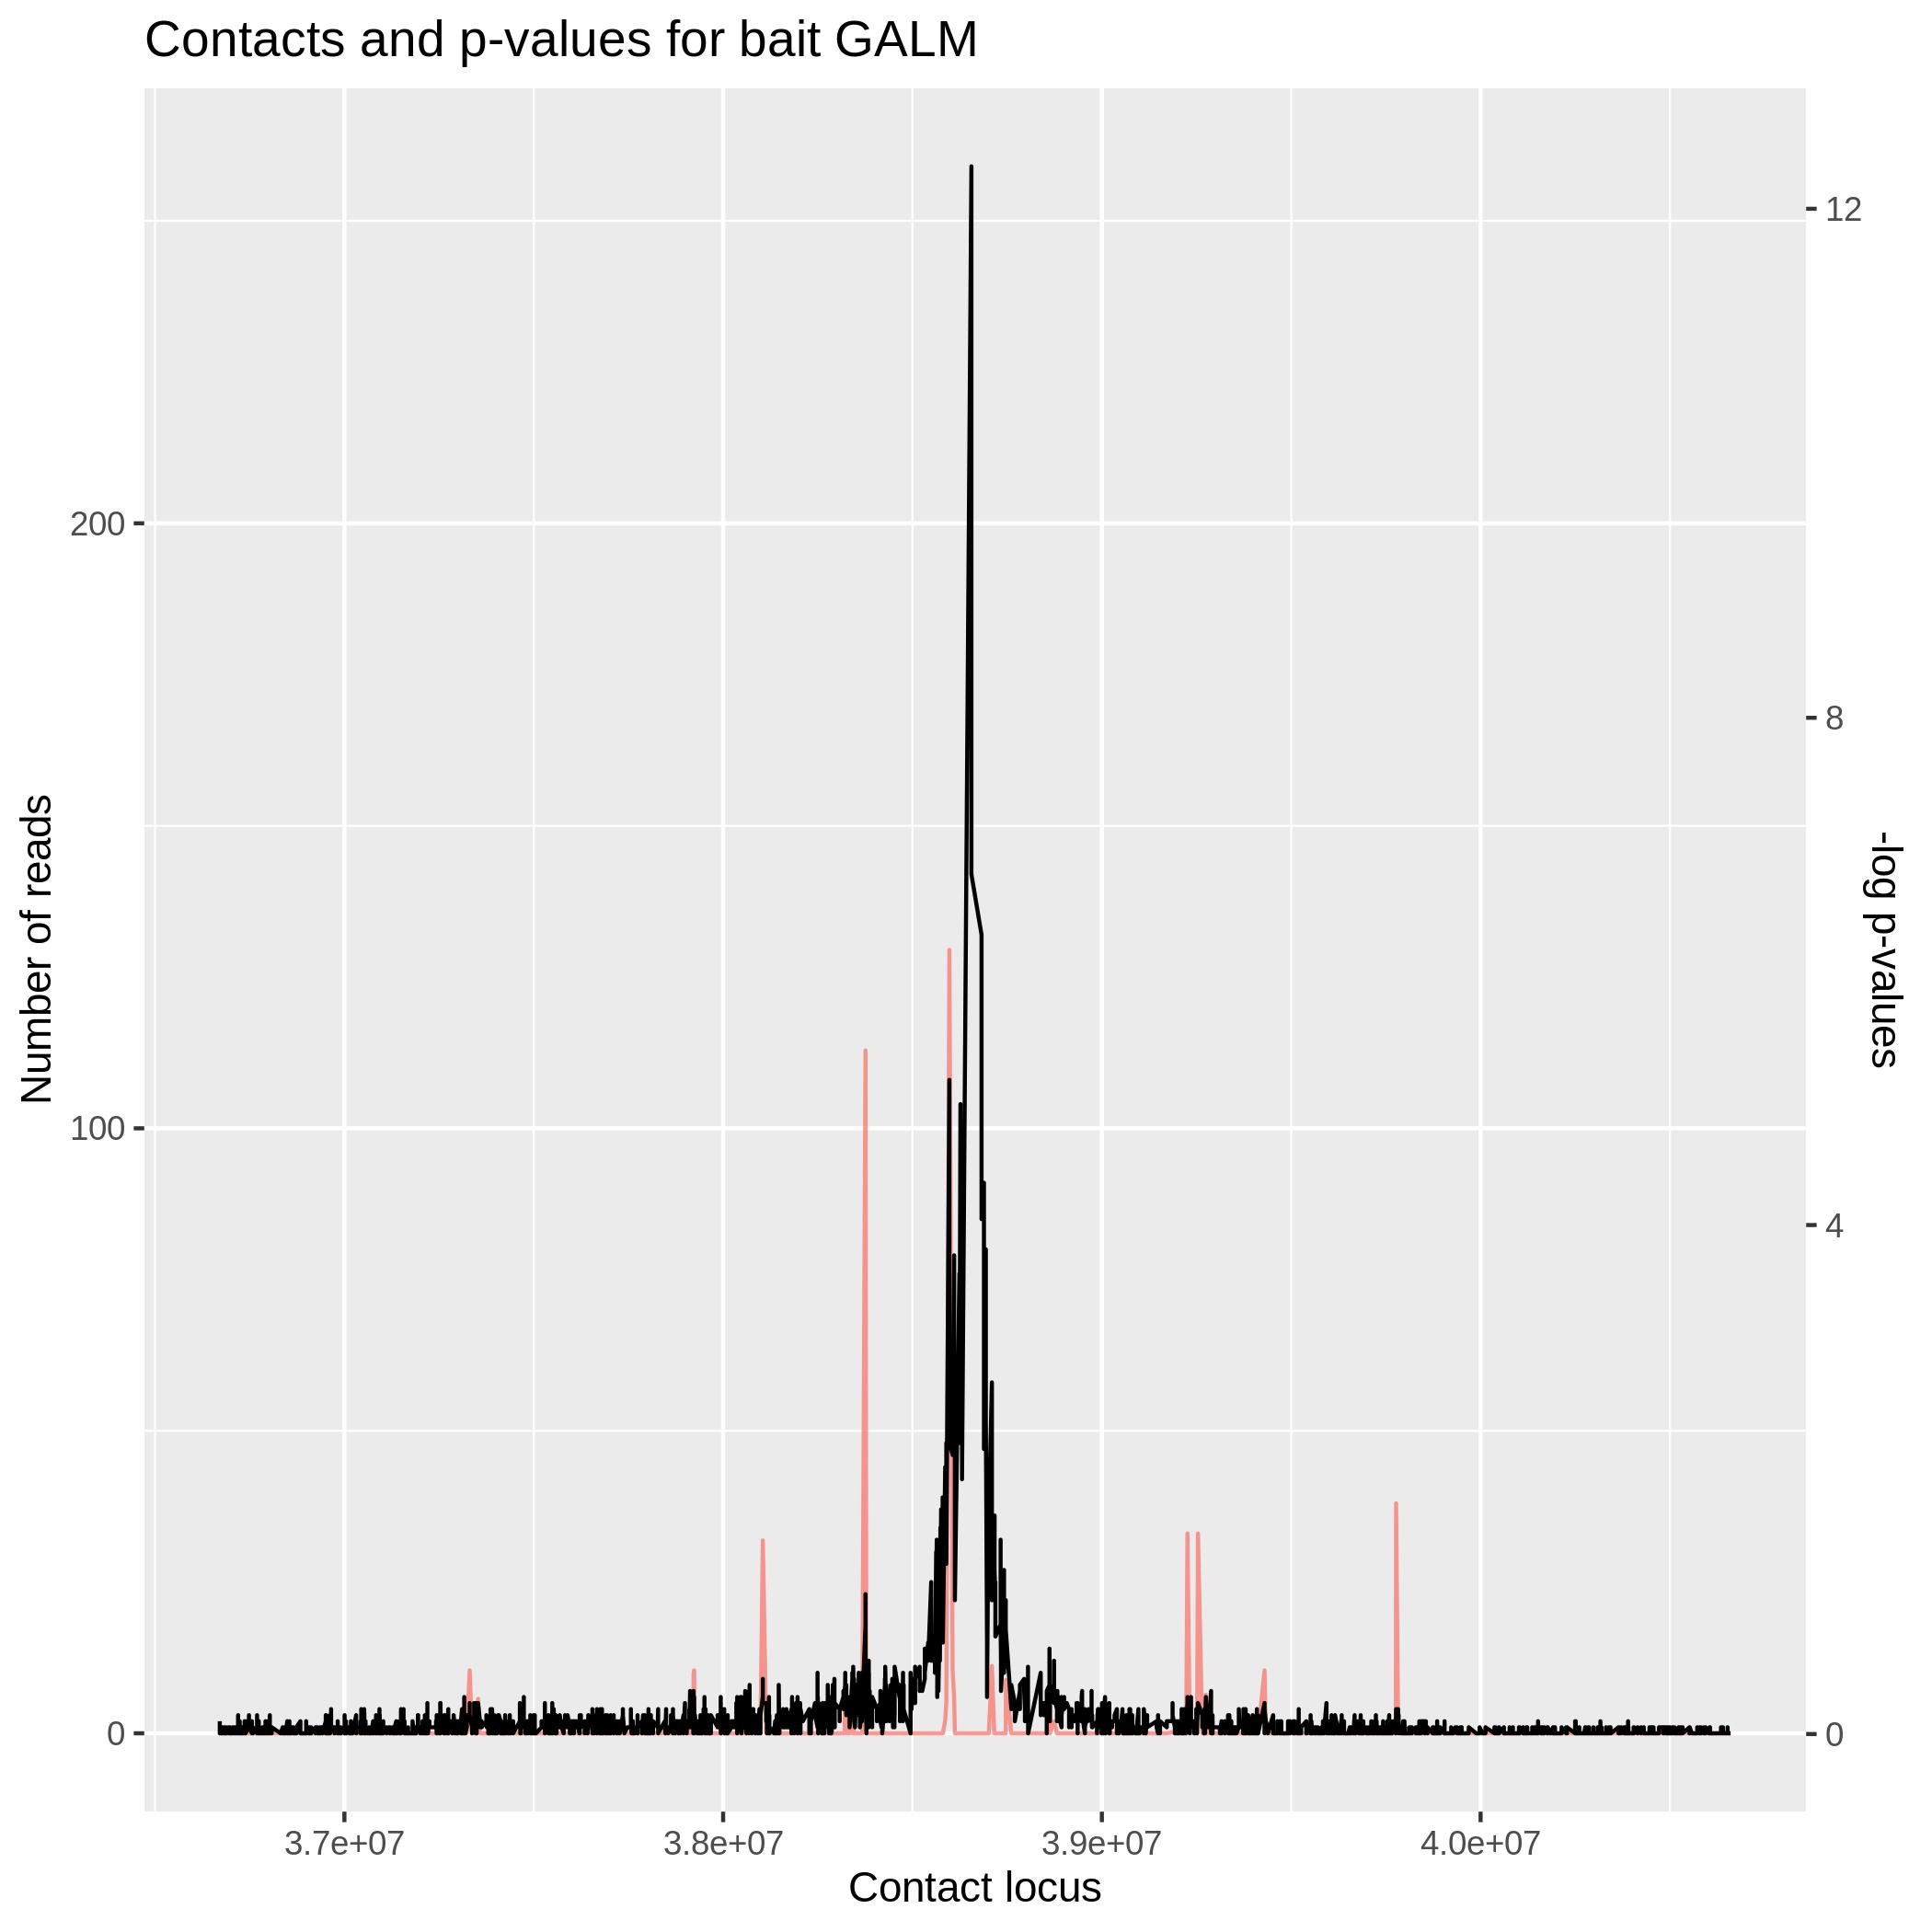 Contacts and p-values for bait GALM
Number of reads
200
100
0
12
8
4
0
-log p-values
3.7e+07
3.8e+07
3.9e+07
4.0e+07
Contact locus